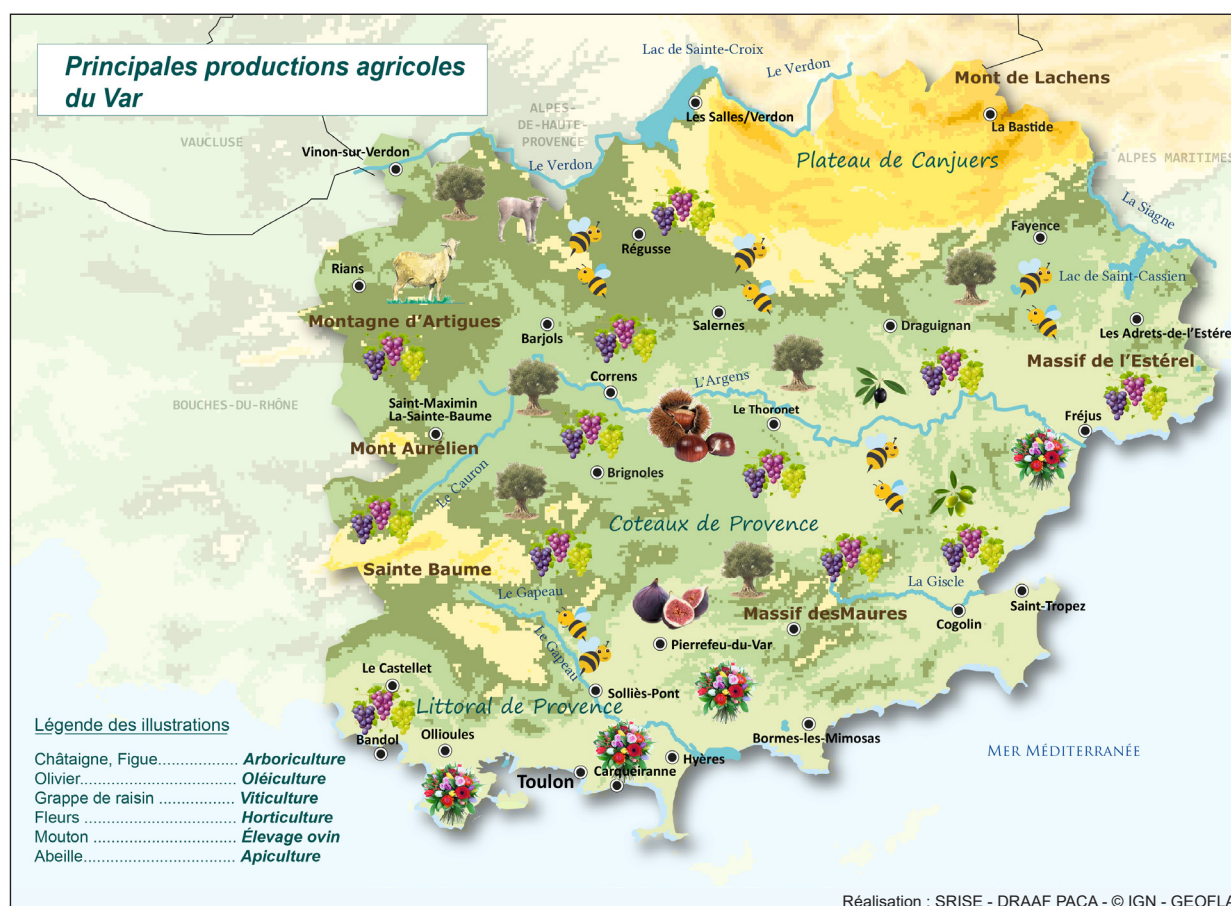 Principales productions agricoles
du Var
Lac de Sainte-Croix
Le Verdon
Mont de Lachens
ALPES-
DE-HAUTE-
PROVENCE
Les Salles/Verdon
La Bastide
VAUCLUSE
Vinon-sur-Verdon
Le Verdon
Plateau de Canjuers
ALPES MARITIMES
La Siagne
Fayence
Régusse
Rians
Lac de Saint-Cassien
Montagne d'Artigues
Barjols
Salernes
Draguignan
Les Adrets-de-l'Estérel
Massif de l'Estérel
Correns
L'Argens
BOUCHES-DU-RHÔNE
Saint-Maximin
La-Sainte-Baume
Le Thoronet
Fréjus
Mont Aurélien
Le Cauron
Brignoles
Coteaux de Provence
Sainte Baume
Le Gapeau
La Giscle
Saint-Tropez
Massif desMaures
Cogolin
Le Gapeau
Pierrefeu-du-Var
Le Castellet
Solliès-Pont
Littoral de Provence
Bandol
Ollioules
Bormes-les-Mimosas
Hyères
Carqueiranne
Toulon
MER MÉDITERRANÉE
Légende des illustrations
Châtaigne, Figue............... Arboriculture
Olivier............................. Oléiculture
Grappe de raisin ................. Viticulture
Fleurs ............................. Horticulture
Mouton ............................. Élevage ovin
Abeille............................. Apiculture
Réalisation : SRISE - DRAAF PACA - © IGN - GEOFLA